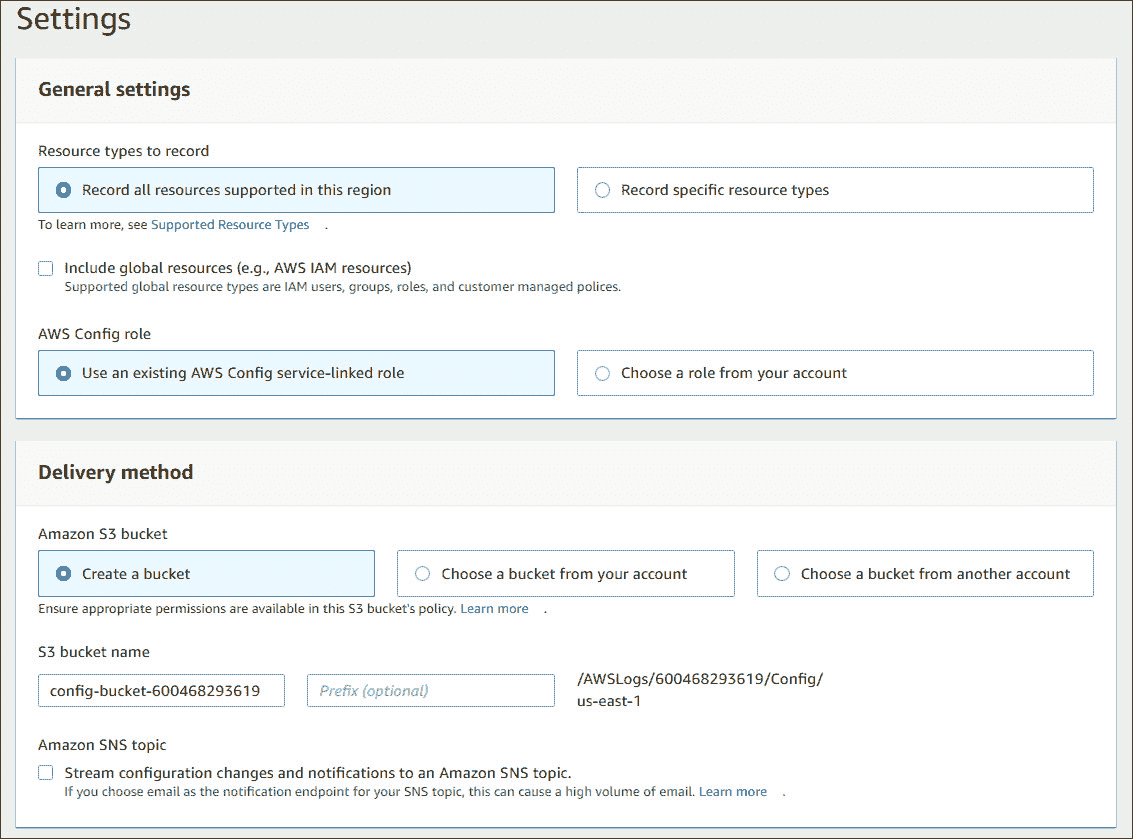 Settings
General settings
Resource types to record
Record all resources supported in this region
Record specific resource types
To learn more, see Supported Resource Types .
Include global resources (e.g., AWS IAM resources)
Supported global resource types are IAM users, groups, roles, and customer managed polices.
AWS Config role
Use an existing AWS Config service-linked role
Choose a role from your account
Delivery method
Amazon S3 bucket
Create a bucket
Choose a bucket from your account
Choose a bucket from another account
Ensure appropriate permissions are available in this S3 bucket's policy. Learn more .
S3 bucket name
config-bucket-600468293619
Prefix (optional)
/AWSLogs/600468293619/Config/
us-east-1
Amazon SNS topic
Stream configuration changes and notifications to an Amazon SNS topic.
If you choose email as the notification endpoint for your SNS topic, this can cause a high volume of email. Learn more .